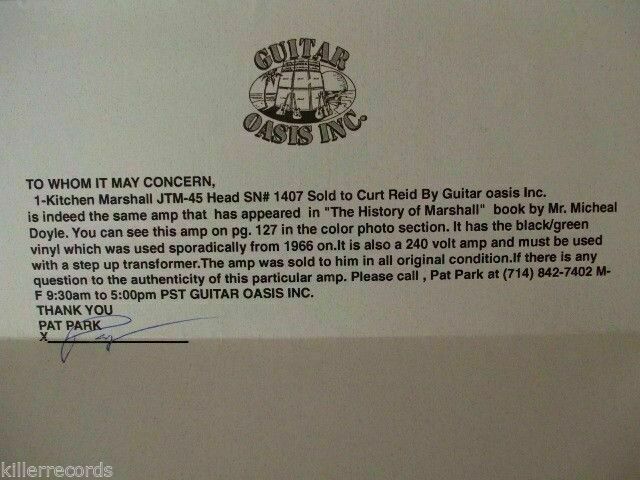 GUITAR
OASIS INC.
TO WHOM IT MAY CONCERN,
1-Kitchen Marshall JTM-45 Head SN# 1407 Sold to Curt Reid By Guitar oasis Inc.
is indeed the same amp that has appeared in "The History of Marshall" book by Mr. Micheal
Doyle. You can see this amp on pg. 127 in the color photo section. It has the black/green
vinyl which was used sporadically from 1966 on.It is also a 240 volt amp and must be used
with a step up transformer.The amp was sold to him in all original condition.If there is any
question to the authenticity of this particular amp. Please call , Pat Park at (714) 842-7402 M-
F 9:30am to 5:00pm PST GUITAR OASIS INC.
THANK YOU
PAT PARK
X
killerrecords